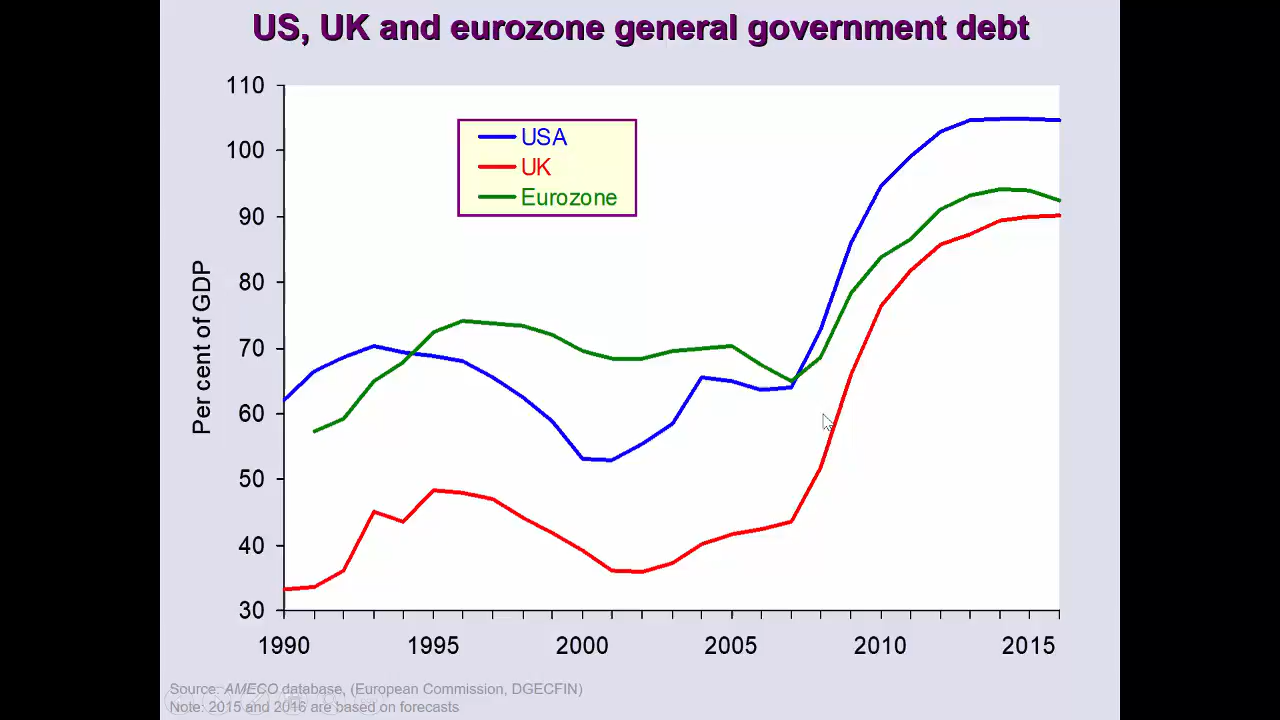 US, UK and eurozone general government debt
110
100
90
80
70
60
50
40
30
Per cent of GDP
USA
UK
Eurozone
1990 1995 2000 2005 2010 2015
Source: AMECO database, (European Commission, DGECFIN)
Note: 2015 and 2016 are based on forecasts